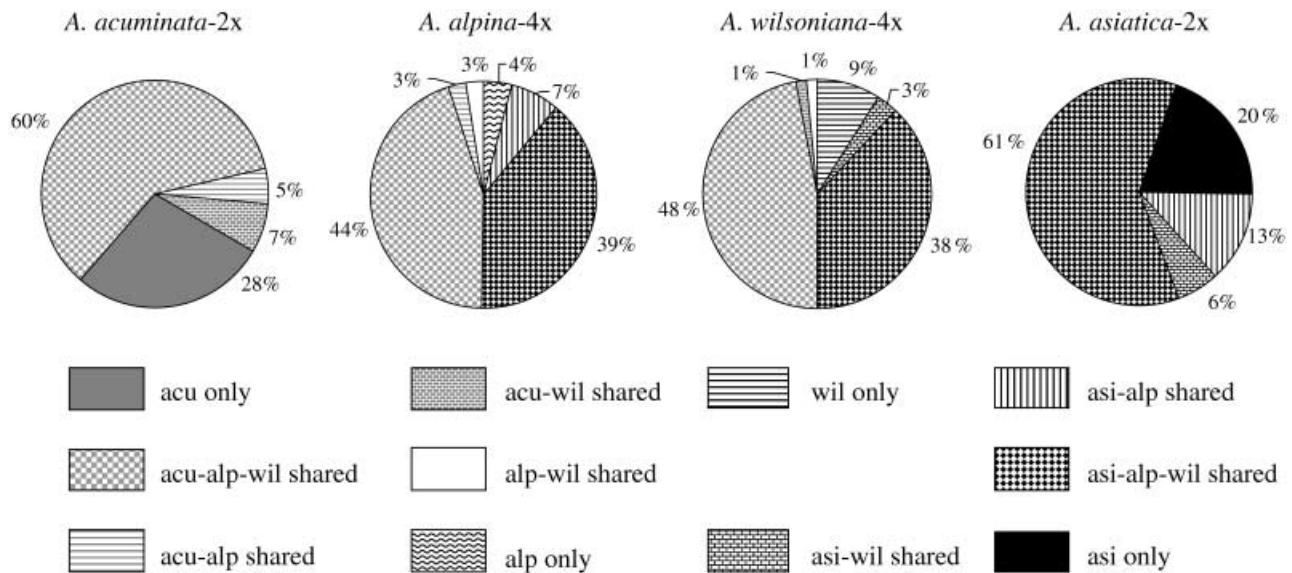 A. acuminata-2x
A. alpina-4x
A. wilsoniana-4x
A. asiatica-2x
60%
5%
7%
28%
3%
3%
4%
7%
44%
39%
1%
1%
9%
3%
48%
38%
61%
20%
13%
6%
acu only
acu-wil shared
wil only
asi-alp shared
acu-alp-wil shared
alp-wil shared
asi-alp-wil shared
acu-alp shared
alp only
asi-wil shared
asi only